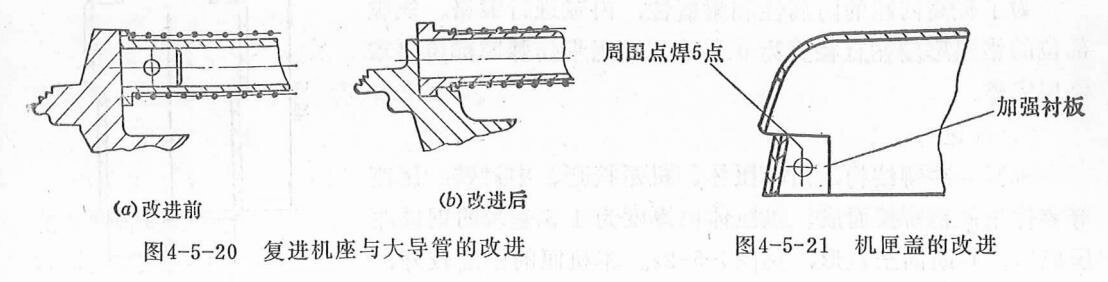 周围点焊5点
加强衬板
(a)改进前
(b)改进后
图4-5-20 复进机座与大导管的改进
图4-5-21 机匣盖的改进